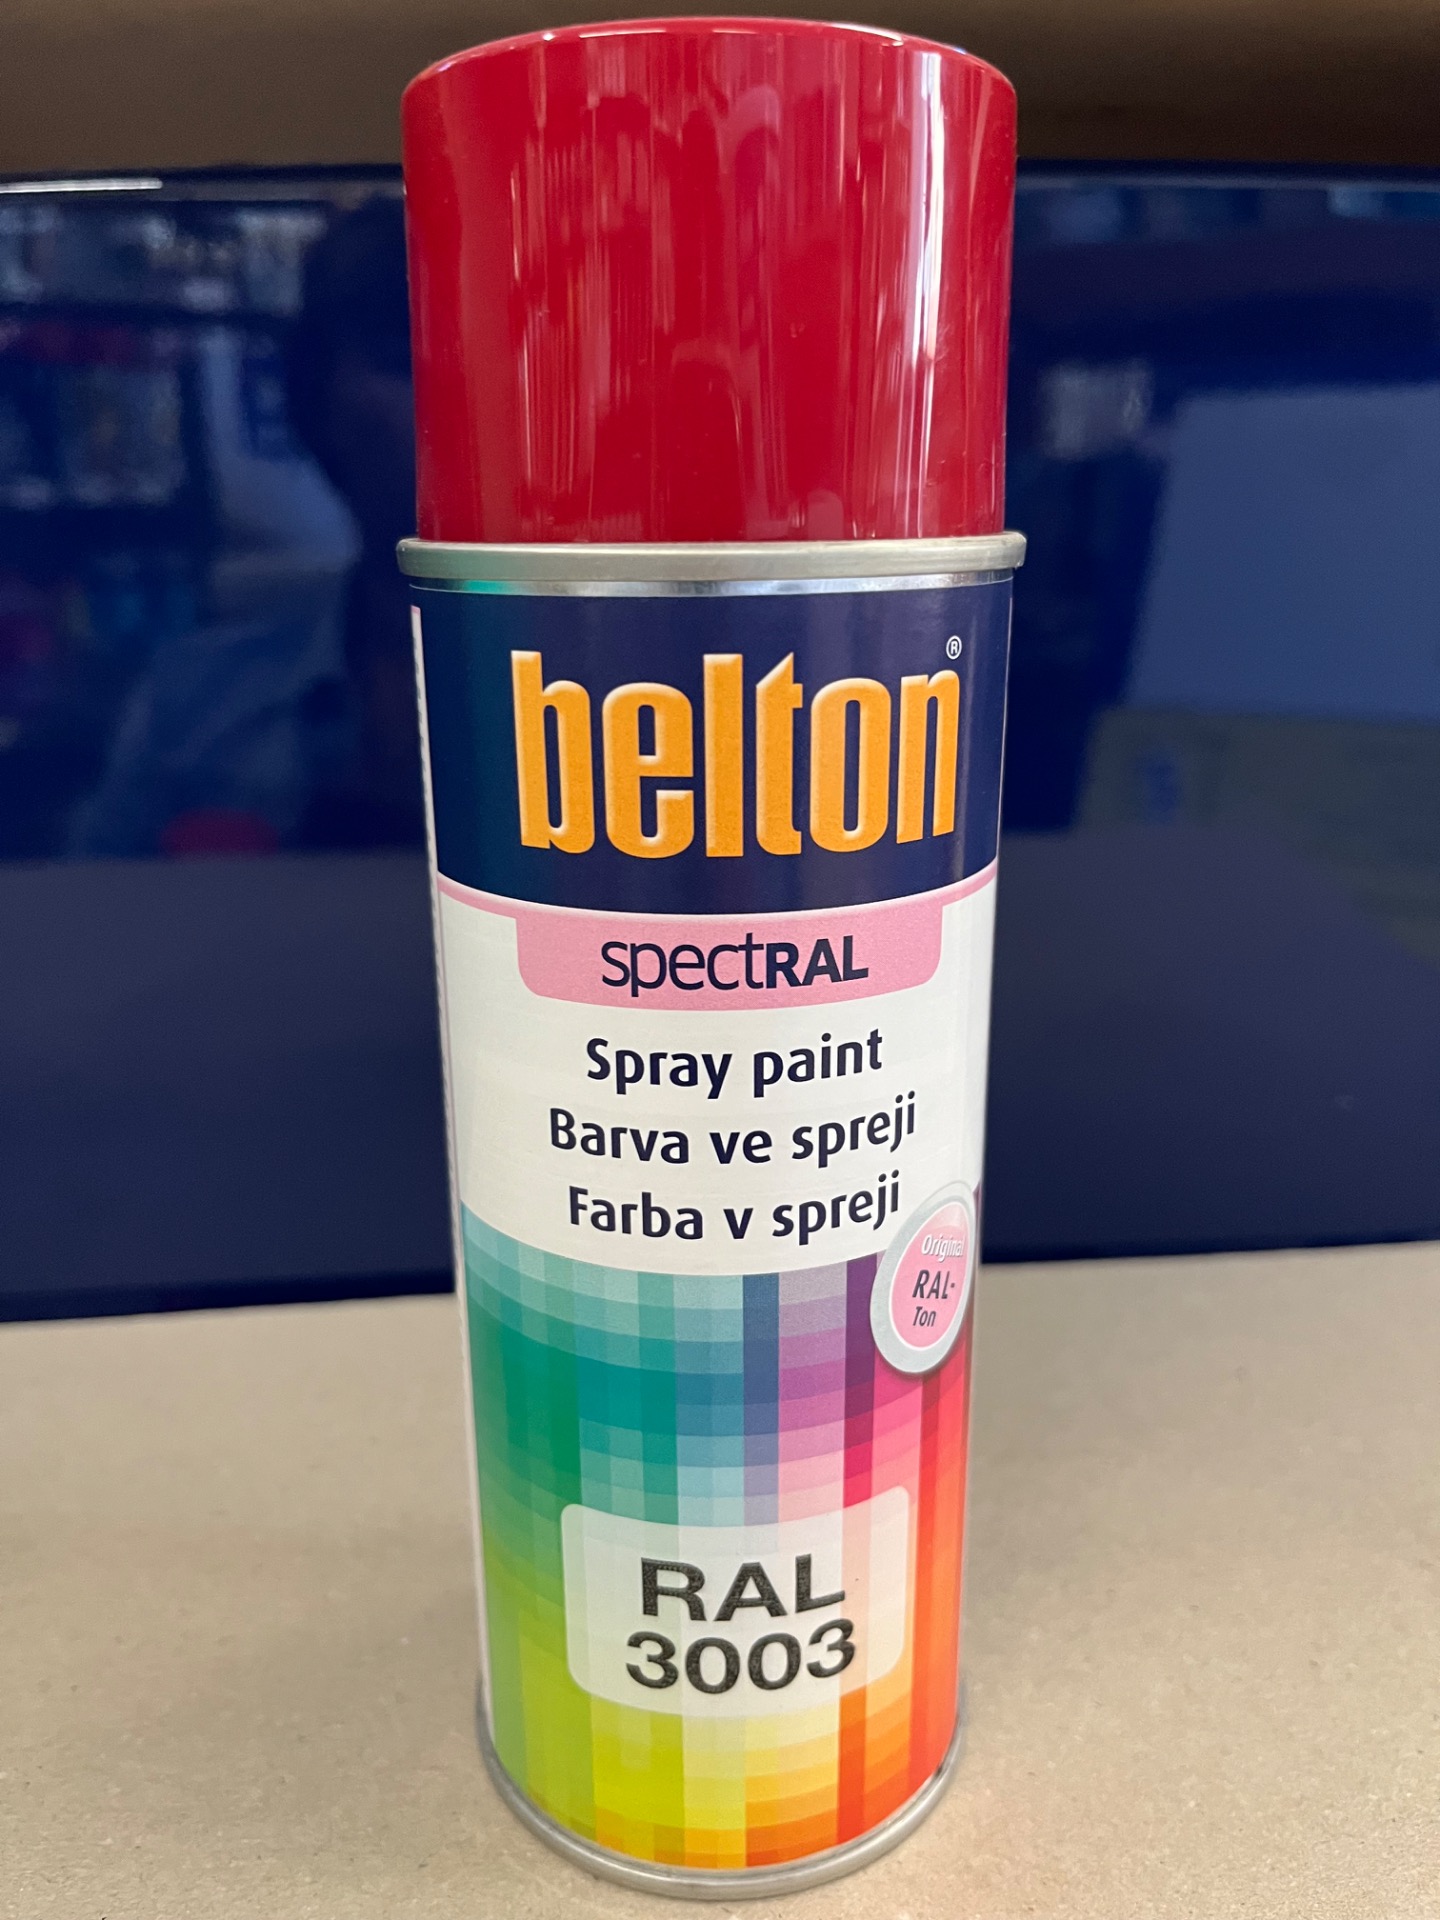 belton®
spectRAL
Spray paint
Barva ve spreji
Farba v spreji
Original
RAL-
Ton
RAL
3003